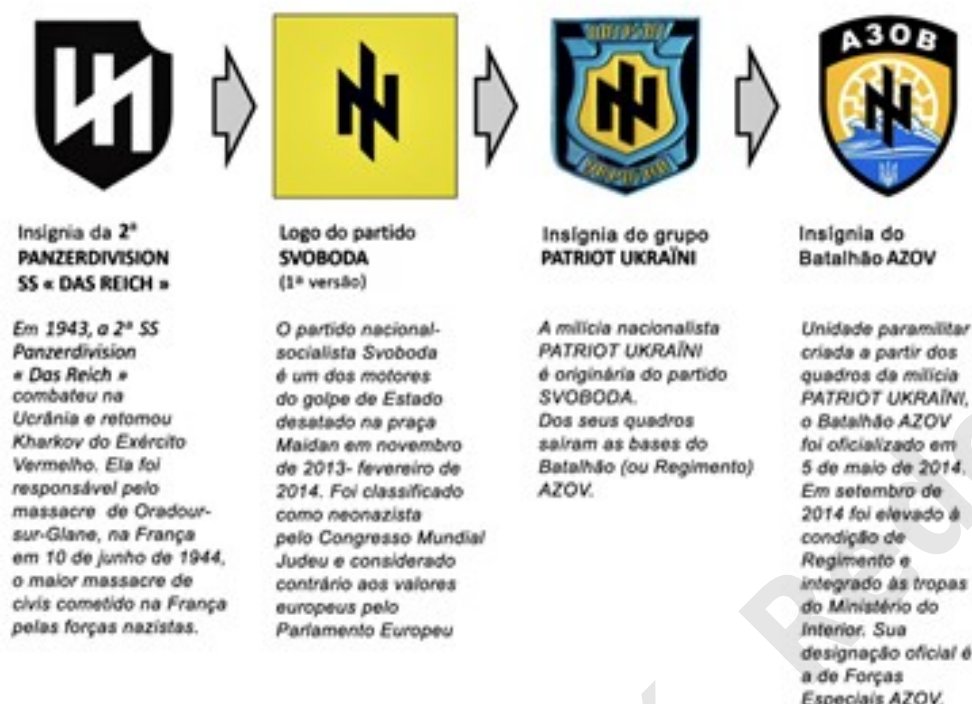 АЗОВ
Insígnia da 2ª
PANZERDIVISION
SS « DAS REICH »
Em 1943, a 2ª SS
Panzerdivision
« Das Reich »
combateu na
Ucrânia e retomou
Kharkov do Exército
Vermelho. Ela foi
responsável pelo
massacre de Oradour-
sur-Glane, na França
em 10 de junho de 1944,
o maior massacre de
civis cometido na França
pelas forças nazistas.
Logo do partido
SVOBODA
(1ª versão)
O partido nacional-
socialista Svoboda
é um dos motores
do golpe de Estado
desatado na praça
Maidan em novembro
de 2013- fevereiro de
2014. Foi classificado
como neonazista
pelo Congresso Mundial
Judeu e considerado
contrário aos valores
europeus pelo
Parlamento Europeu
Insígnia do grupo
PATRIOT UKRAÏNI
A milícia nacionalista
PATRIOT UKRAÏNI
é originária do partido
SVOBODA.
Dos seus quadros
saíram as bases do
Batalhão (ou Regimento)
AZOV.
Insígnia do
Batalhão AZOV
Unidade paramilitar
criada a partir dos
quadros da milícia
PATRIOT UKRAÏNI,
o Batalhão AZOV
foi oficializado em
5 de maio de 2014.
Em setembro de
2014 foi elevado à
condição de
Regimento e
integrado às tropas
do Ministério do
Interior. Sua
designação oficial é
a de Forças
Especiais AZOV.